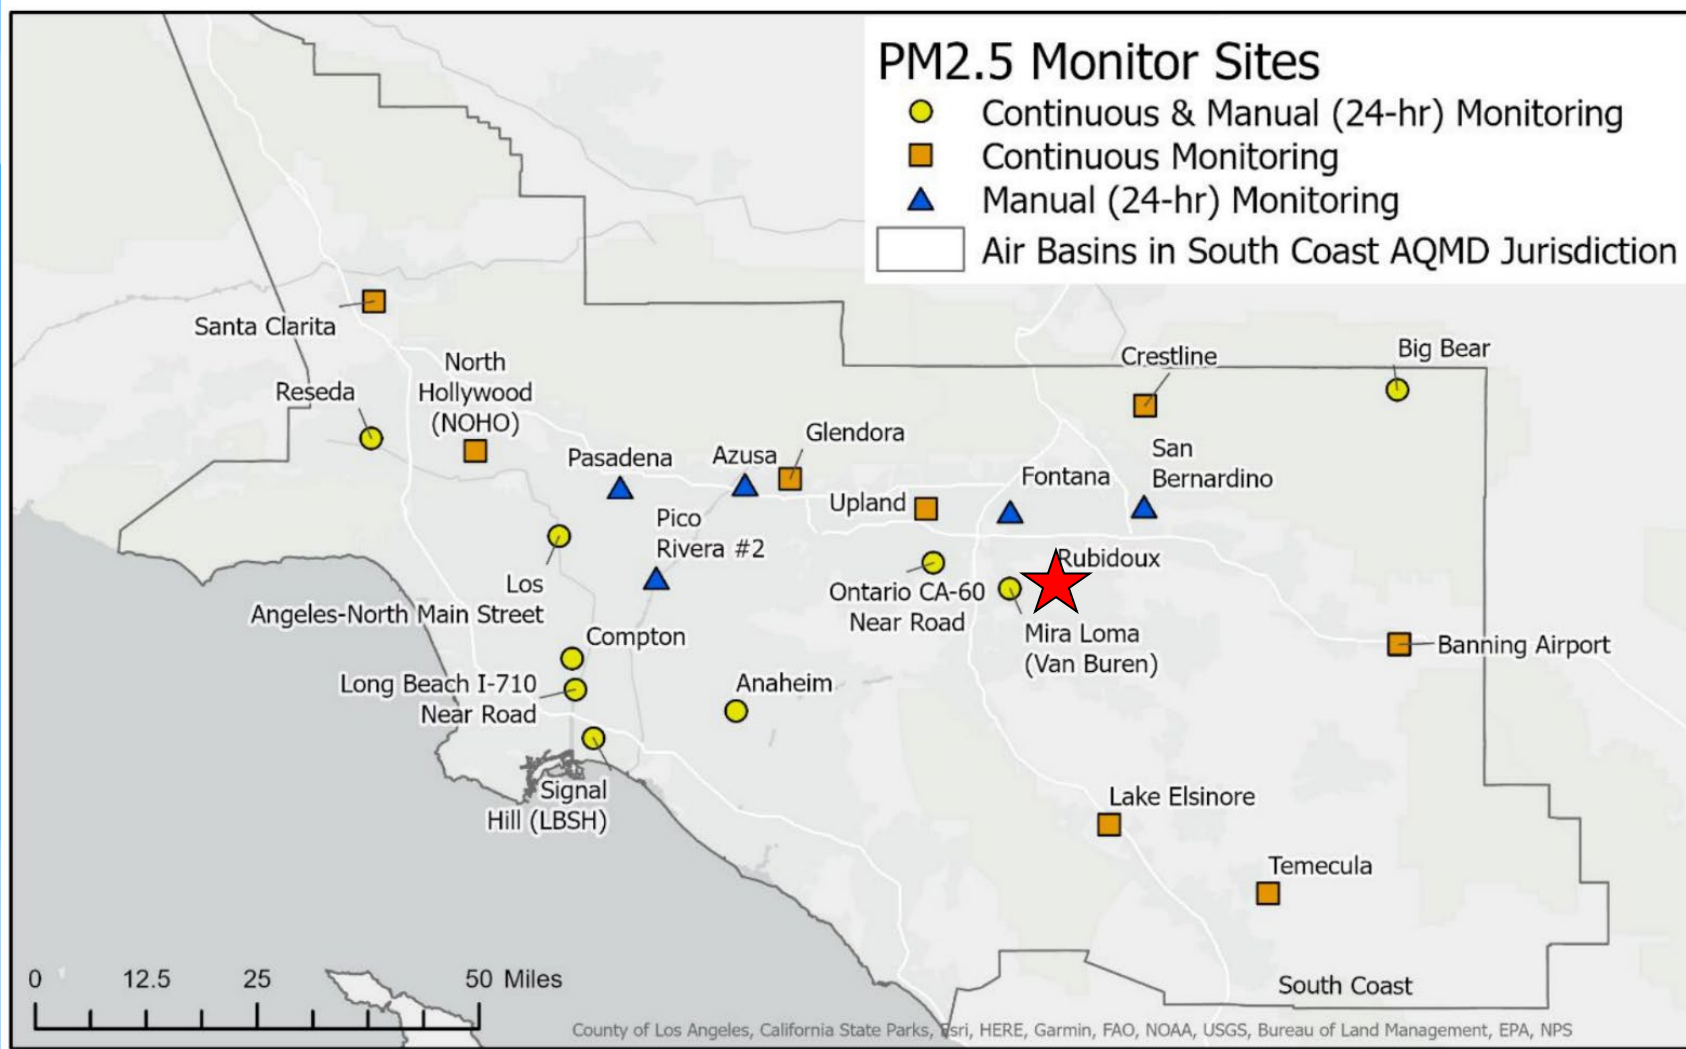 PM2.5 Monitor Sites
Continuous & Manual (24-hr) Monitoring
Continuous Monitoring
Manual (24-hr) Monitoring
Air Basins in South Coast AQMD Jurisdiction
Santa Clarita
Reseda
North
Hollywood
(NOHO)
Pasadena
Azusa
Glendora
Crestline
Big Bear
Upland
Fontana
San
Bernardino
Pico
Rivera #2
Los
Angeles-North Main Street
Ontario CA-60
Near Road
Rubidoux
Mira Loma
(Van Buren)
Banning Airport
Compton
Long Beach I-710
Near Road
Anaheim
Signal
Hill (LBSH)
Lake Elsinore
Temecula
South Coast
0 12.5 25 50 Miles
County of Los Angeles, California State Parks, Esri, HERE, Garmin, FAO, NOAA, USGS, Bureau of Land Management, EPA, NPS